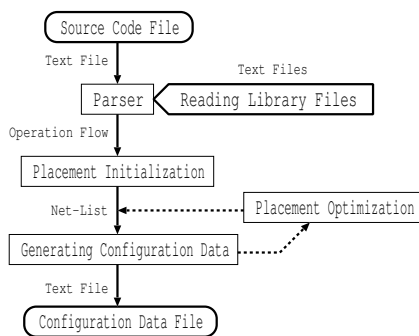 Source Code File
Text File
Text Files
Parser
Reading Library Files
Operation Flow
Placement Initialization
Net-List
Placement Optimization
Generating Configuration Data
Text File
Configuration Data File